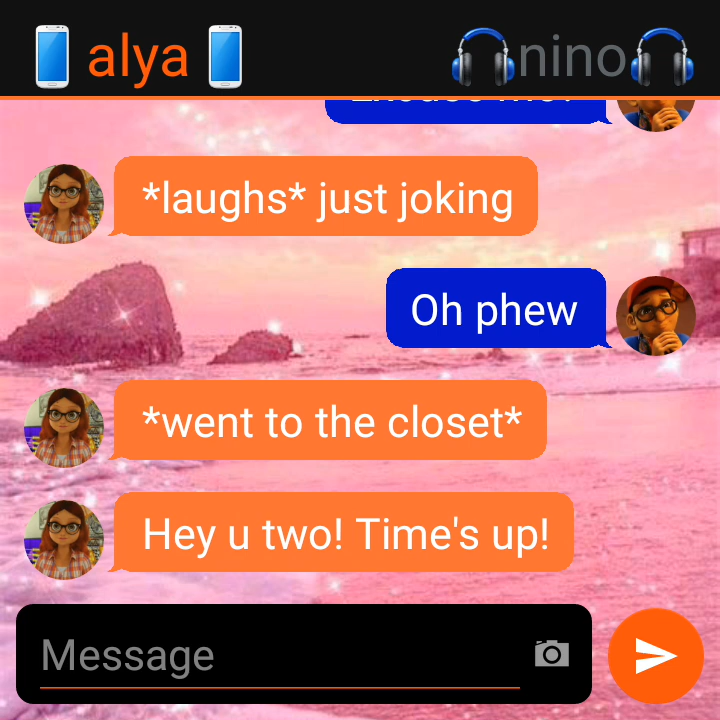 alya
nino
*laughs* just joking
Oh phew
*went to the closet*
Hey u two! Time's up!
Message